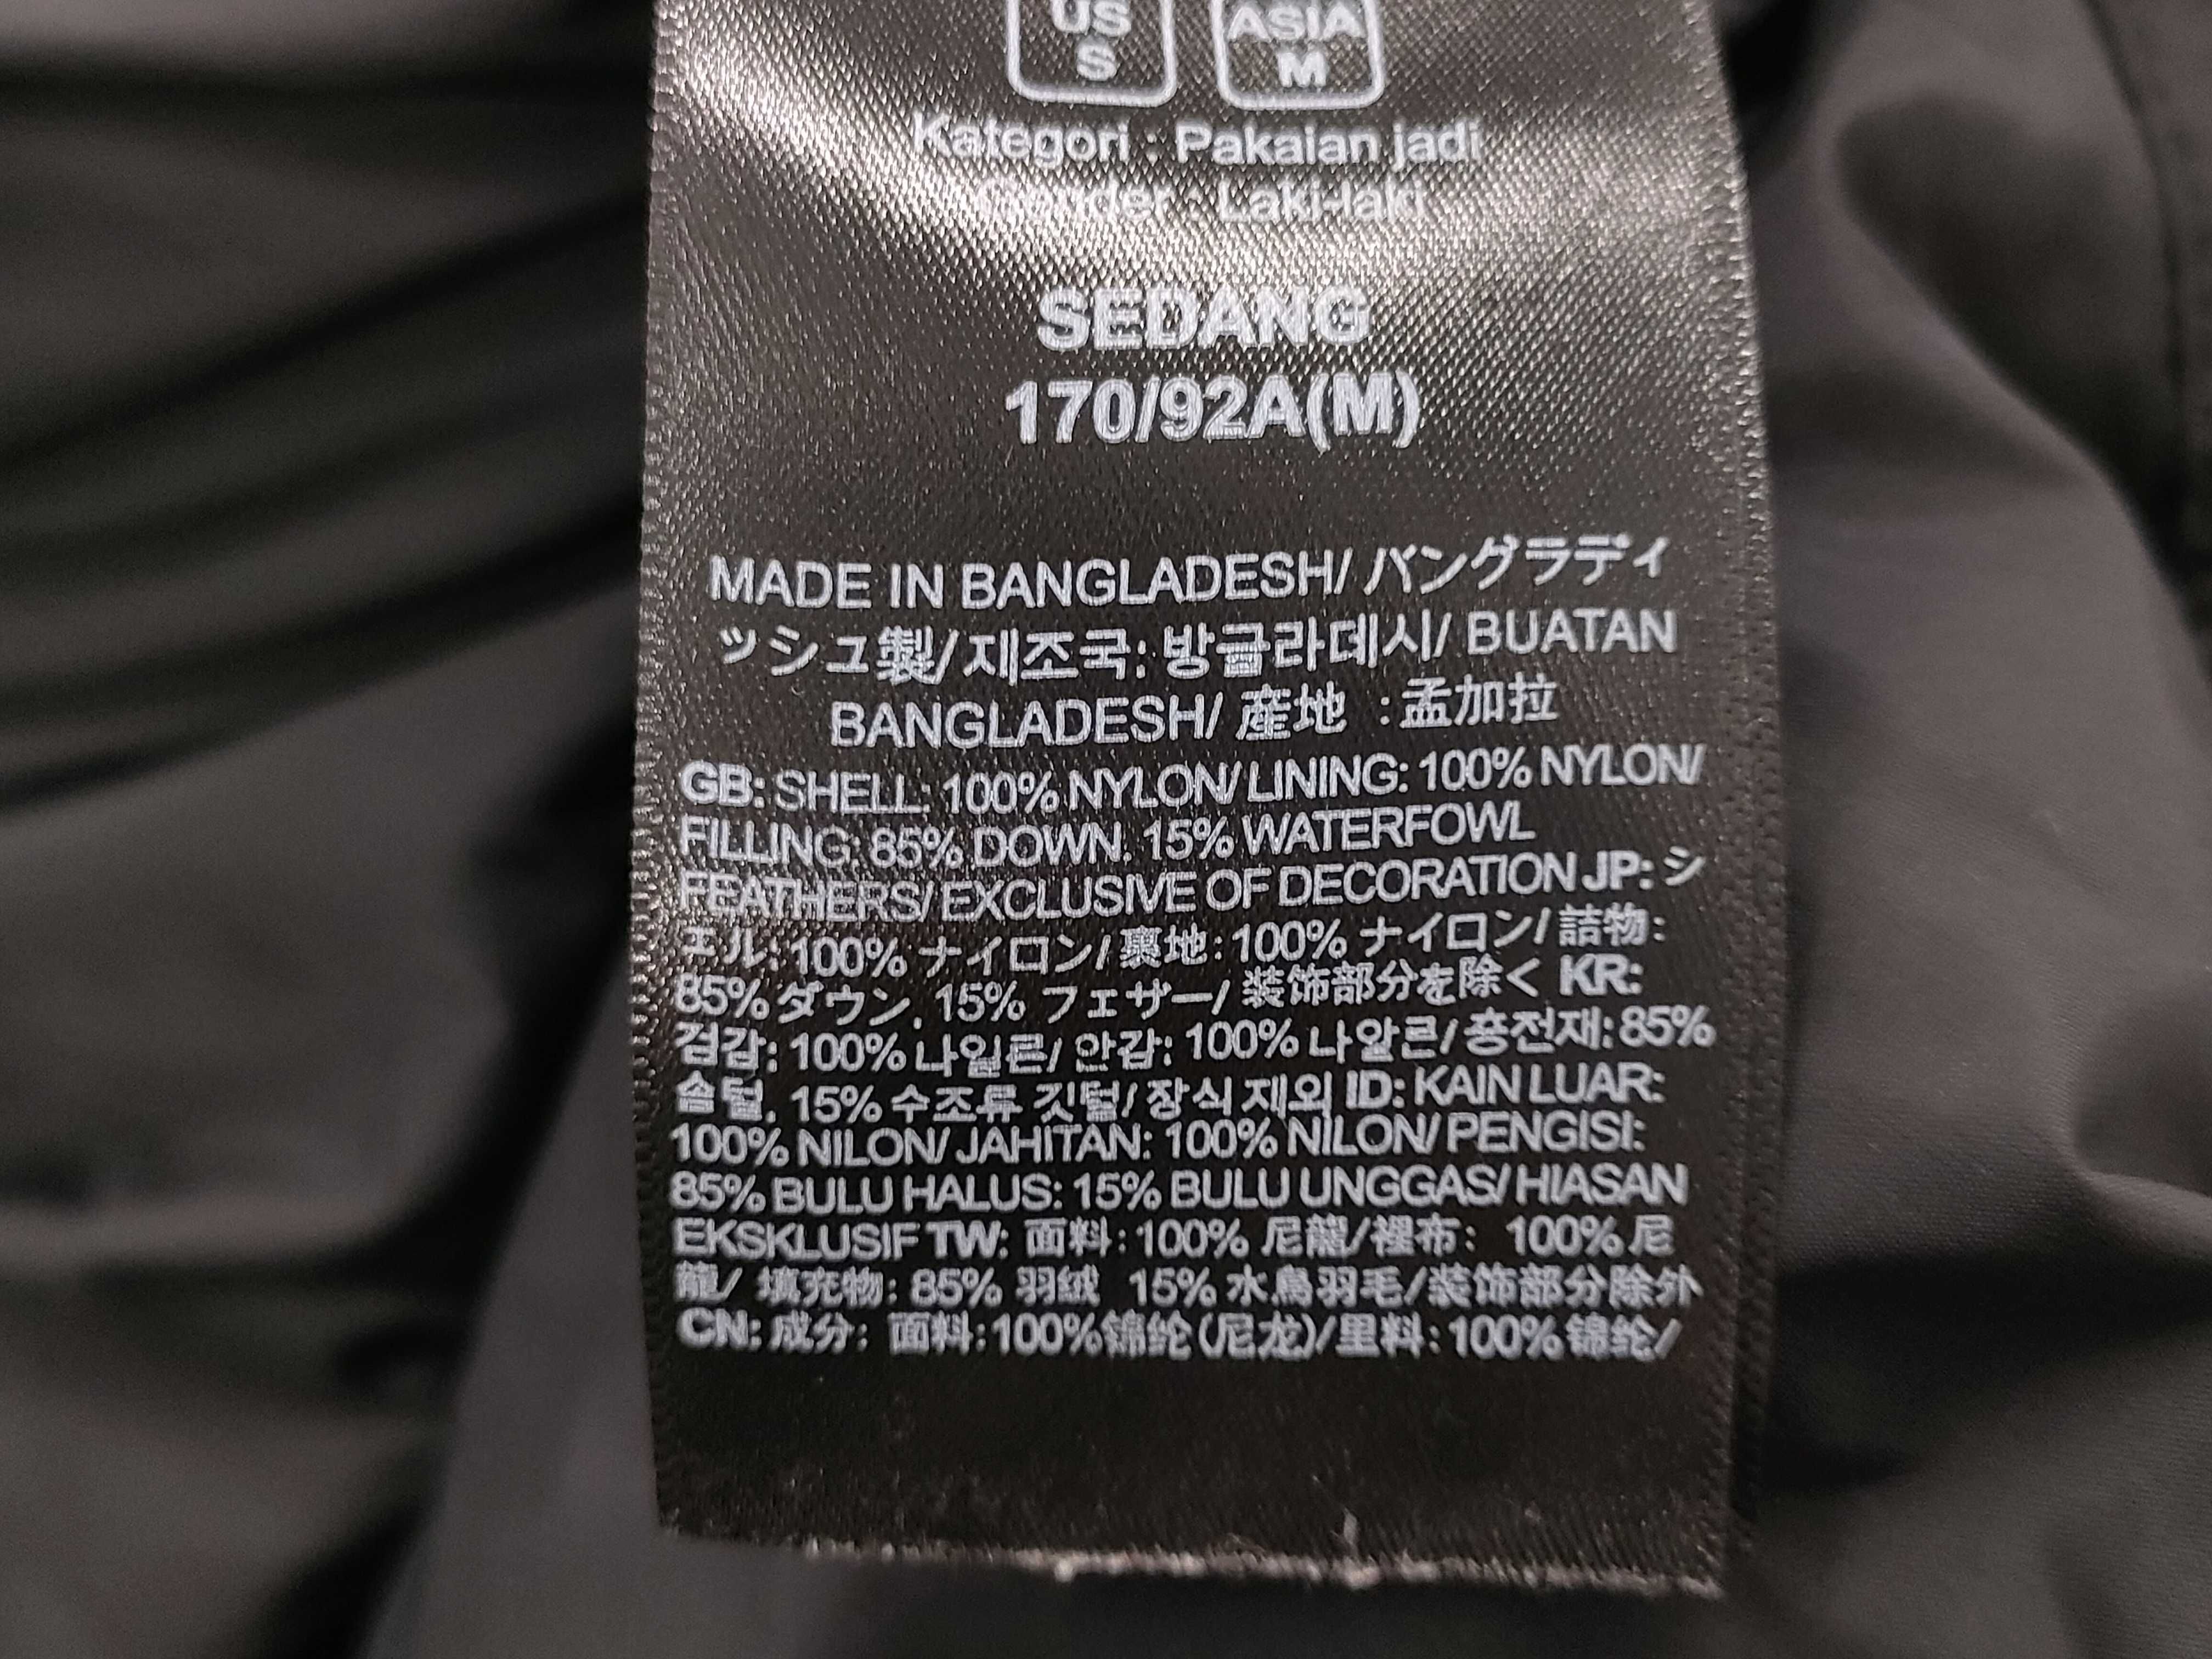 US
S
ASIA
M
Kategori : Pakaian jadi
Gender : Laki-laki
SEDANG
170/92A(M)
MADE IN BANGLADESH/ バングラディ
ッシュ製/ 제조국: 방글라데시/ BUATAN
BANGLADESH/ 産地 : 孟加拉
GB: SHELL: 100% NYLON/ LINING: 100% NYLON/
FILLING: 85% DOWN. 15% WATERFOWL
FEATHERS/ EXCLUSIVE OF DECORATION JP: シ
ェル: 100% ナイロン/ 裏地: 100% ナイロン/ 詰物:
85% ダウン. 15% フェザー/ 装饰部分を除く KR:
겉감: 100% 나일론/ 안감: 100% 나일론/ 충전재: 85%
솜털. 15% 수조류 깃털/ 장식 제외 ID: KAIN LUAR:
100% NILON/ JAHITAN: 100% NILON/ PENGISI:
85% BULU HALUS: 15% BULU UNGGAS/ HIASAN
EKSKLUSIF TW: 面料: 100% 尼龍/ 裡布: 100% 尼
龍/ 填充物: 85% 羽絨 15% 水鳥羽毛/ 装饰部分除外
CN: 成分: 面料: 100% 锦纶 (尼龙)/ 里料: 100% 锦纶/